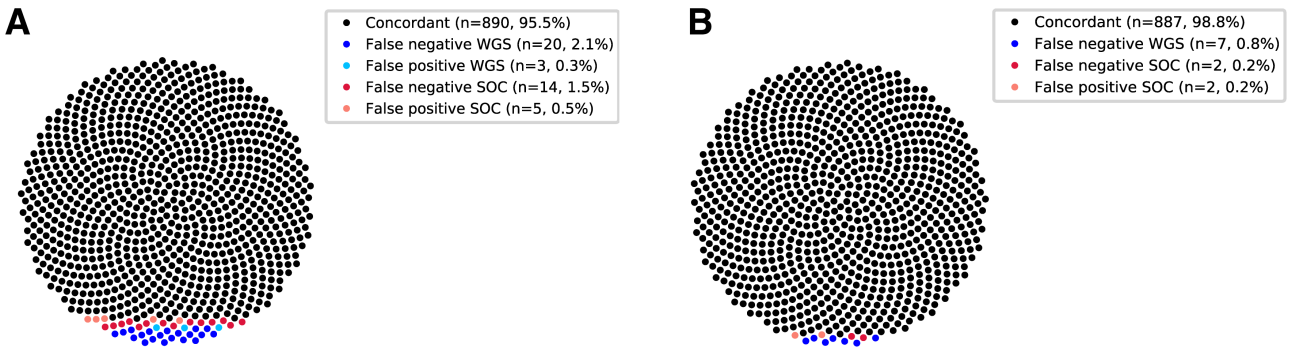 A
Concordant (n=890, 95.5%)
False negative WGS (n=20, 2.1%)
False positive WGS (n=3, 0.3%)
False negative SOC (n=14, 1.5%)
False positive SOC (n=5, 0.5%)
B
Concordant (n=887, 98.8%)
False negative WGS (n=7, 0.8%)
False negative SOC (n=2, 0.2%)
False positive SOC (n=2, 0.2%)